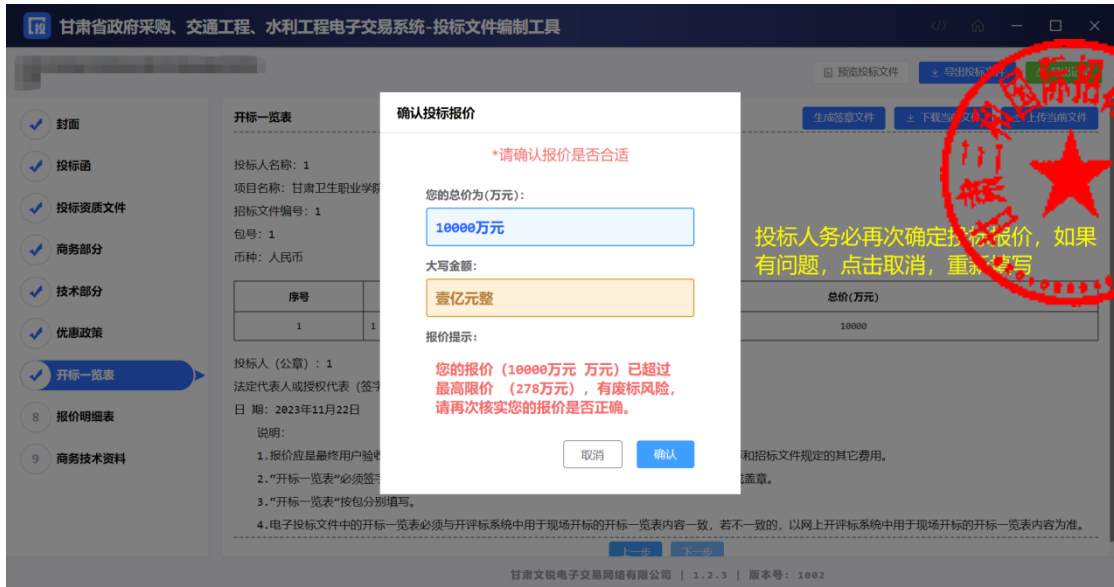 投 甘肃省政府采购、交通工程、水利工程电子交易系统-投标文件编制工具
预览投标文件
导出投标文件
封面
投标函
投标资质文件
商务部分
技术部分
优惠政策
开标一览表
8 报价明细表
9 商务技术资料
开标一览表
生成签章文件
下载当前文件
上传当前文件
投标人名称: 1
项目名称: 甘肃卫生职业学院
招标文件编号: 1
包号: 1
币种: 人民币
序号 总价(万元)
1 1 10000
投标人 (公章) : 1
法定代表人或授权代表 (签字
日 期: 2023年11月22日
说明:
1.报价应是最终用户验收
和招标文件规定的其它费用。
2.“开标一览表”必须签字
盖章。
3.“开标一览表”按包分别填写。
4.电子投标文件中的开标一览表必须与开评标系统中用于现场开标的开标一览表内容一致, 若不一致的, 以网上开评标系统中用于现场开标的开标一览表内容为准。
上一步
下一步
确认投标报价
*请确认报价是否合适
您的总价为(万元):
10000万元
大写金额:
壹亿元整
报价提示:
您的报价 (10000万元 万元) 已超过
最高限价 (278万元) , 有废标风险,
请再次核实您的报价是否正确。
取消
确认
投标人务必再次确定投标报价, 如果
有问题, 点击取消, 重新填写
国际招
甘肃文锐电子交易网络有限公司 | 1.2.3 | 版本号: 1002